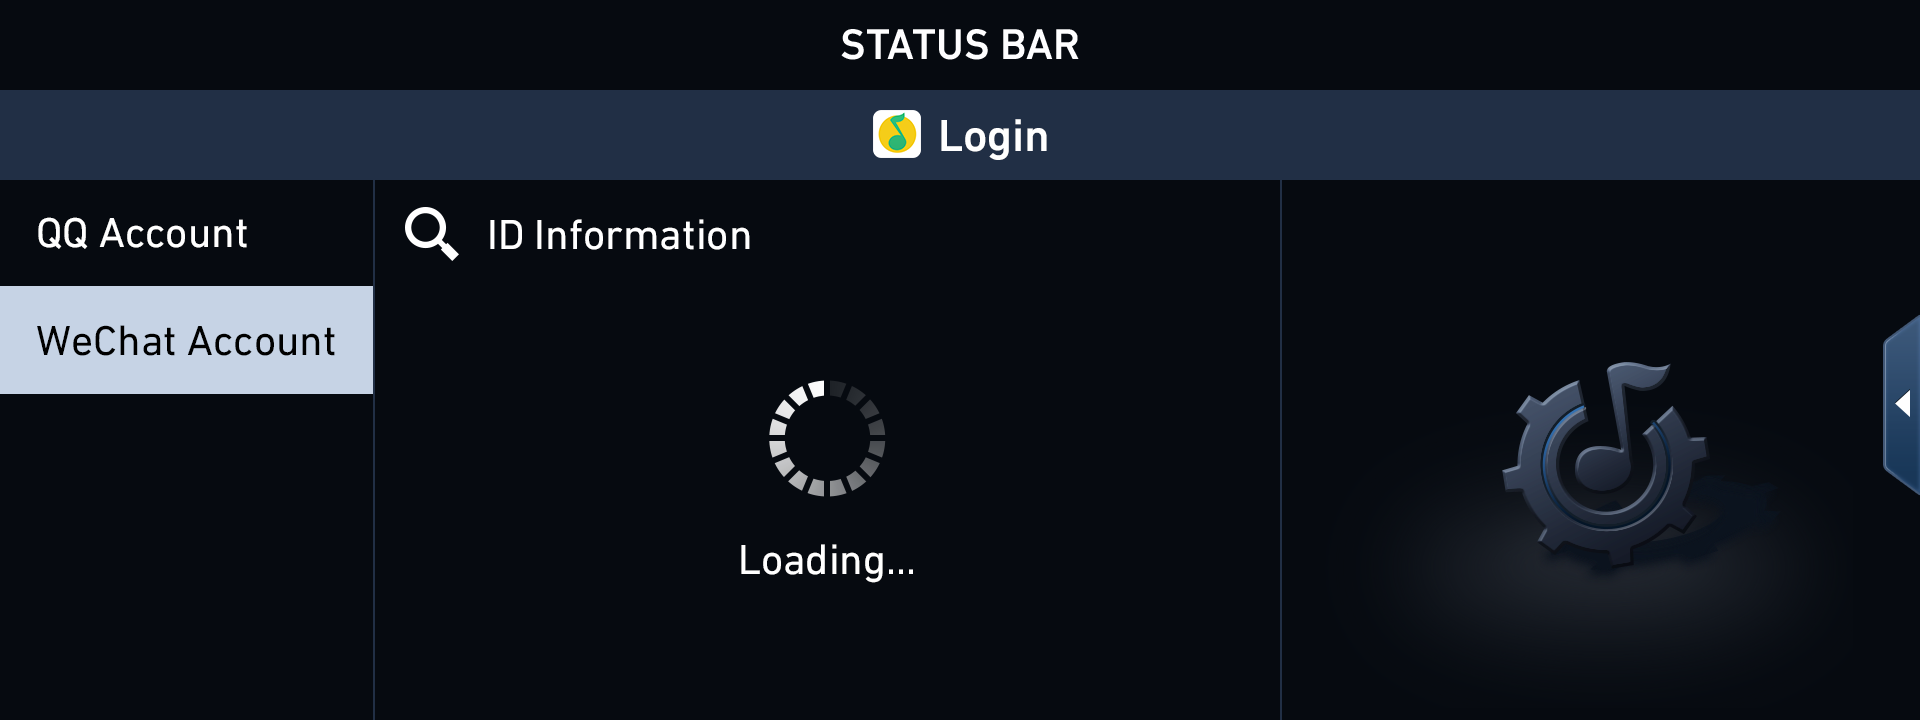 STATUS BAR
Login
QQ Account
WeChat Account
ID Information
Loading...